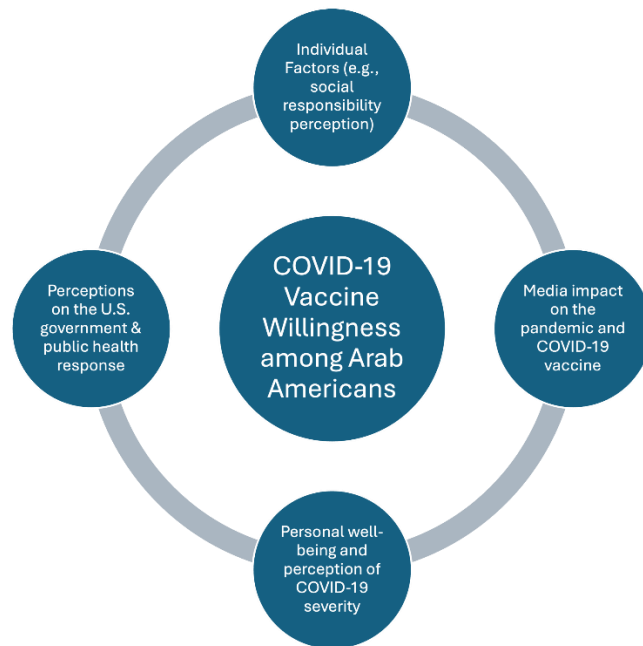 Individual
Factors (e.g.,
social
responsibility
perception)
Perceptions
on the U.S.
government &
public health
response
COVID-19
Vaccine
Willingness
among Arab
Americans
Media impact
on the
pandemic and
COVID-19
vaccine
Personal well-
being and
perception of
COVID-19
severity